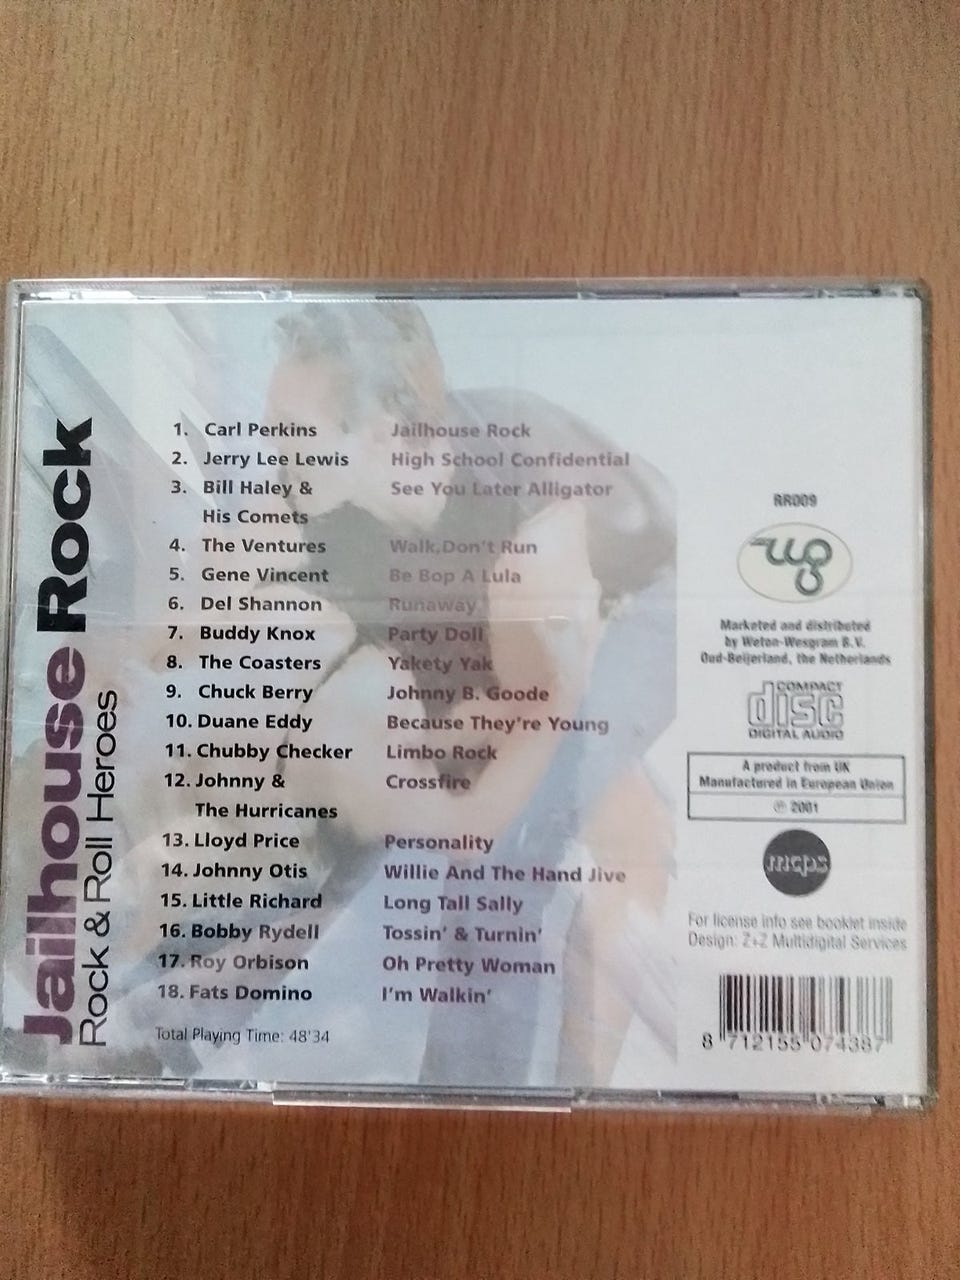 Jailhouse Rock
Rock & Roll Heroes
1. Carl Perkins Jailhouse Rock
2. Jerry Lee Lewis High School Confidential
3. Bill Haley & See You Later Alligator
His Comets
4. The Ventures Walk,Don't Run
5. Gene Vincent Be Bop A Lula
6. Del Shannon Runaway
7. Buddy Knox Party Doll
8. The Coasters Yakety Yak
9. Chuck Berry Johnny B. Goode
10. Duane Eddy Because They're Young
11. Chubby Checker Limbo Rock
12. Johnny & Crossfire
The Hurricanes
13. Lloyd Price Personality
14. Johnny Otis Willie And The Hand Jive
15. Little Richard Long Tall Sally
16. Bobby Rydell Tossin' & Turnin'
17. Roy Orbison Oh Pretty Woman
18. Fats Domino I'm Walkin'
Total Playing Time: 48'34
RR009
wg
Marketed and distributed
by Weton-Wesgram B.V.
Oud-Beijerland, the Netherlands
COMPACT
disc
DIGITAL AUDIO
A product from UK
Manufactured in European Union
℗ 2001
mcps
For license info see booklet inside
Design: Z+Z Multidigital Services
8 712155 074387